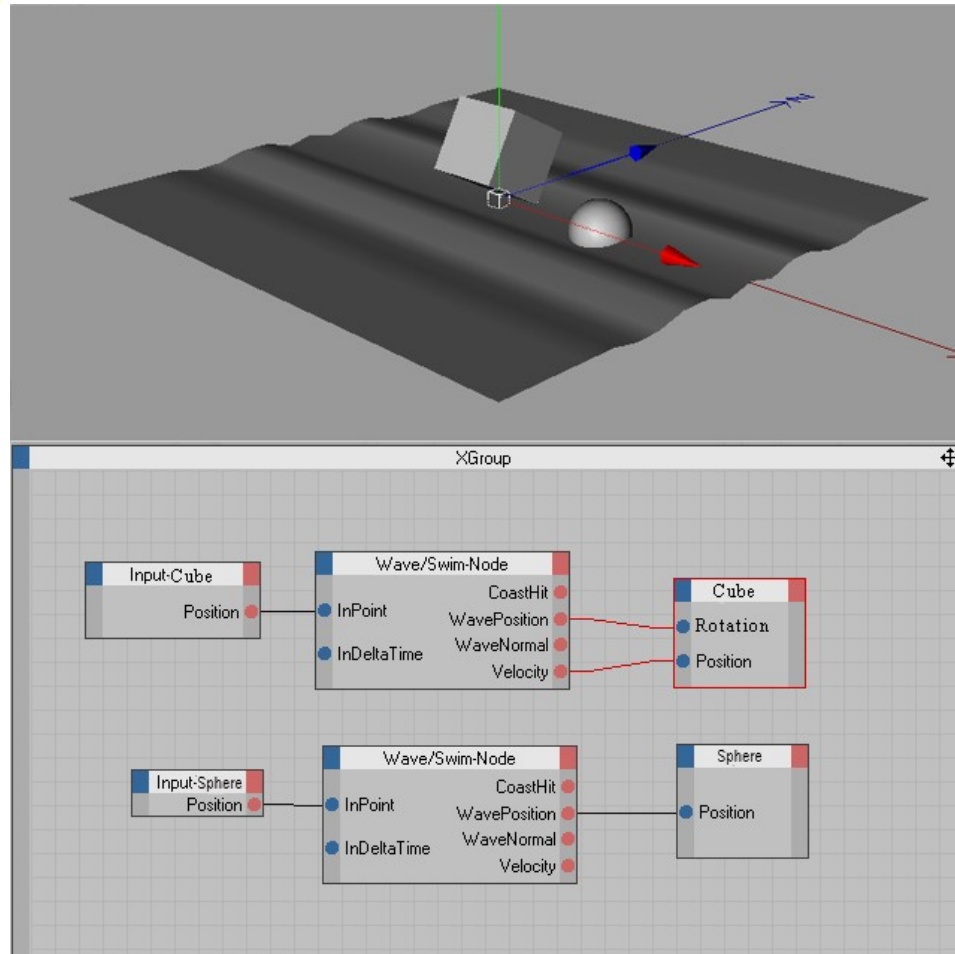 Z
XGroup
Input-Cube
Position
Wave/Swim-Node
CoastHit
InPoint
WavePosition
WaveNormal
InDeltaTime
Velocity
Cube
Rotation
Position
Input-Sphere
Position
Wave/Swim-Node
CoastHit
InPoint
WavePosition
WaveNormal
InDeltaTime
Velocity
Sphere
Position